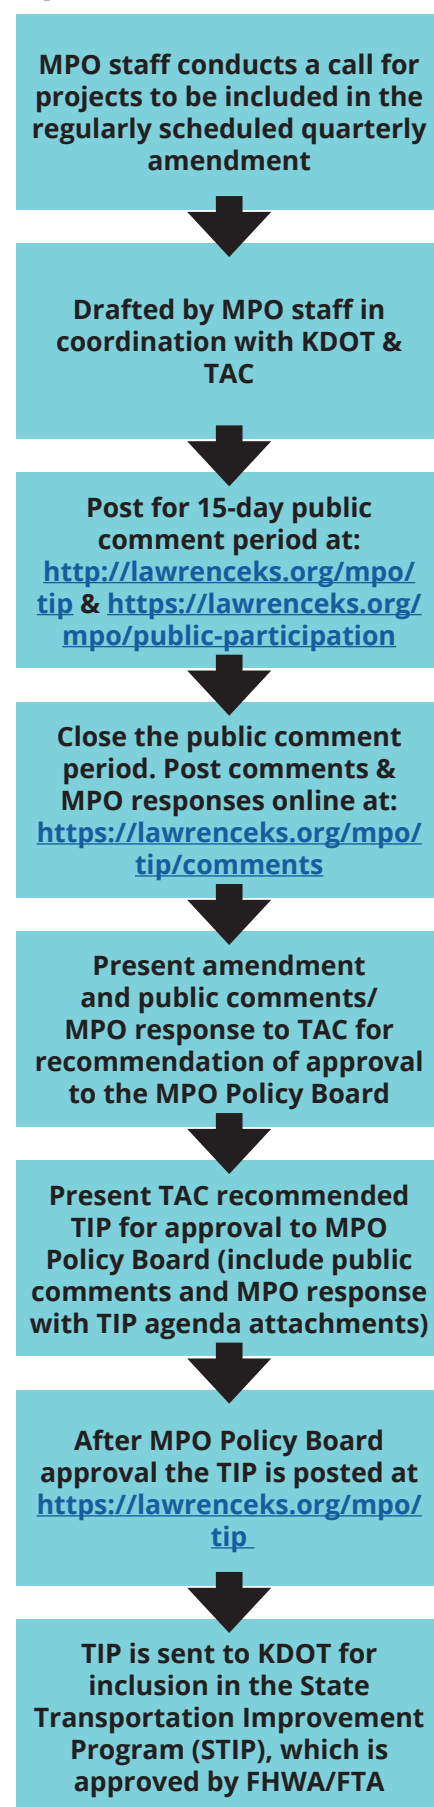 MPO staff conducts a call for
projects to be included in the
regularly scheduled quarterly
amendment
Drafted by MPO staff in
coordination with KDOT &
TAC
Post for 15-day public
comment period at:
http://lawrenceks.org/mpo/
tip & https://lawrenceks.org/
mpo/public-participation
Close the public comment
period. Post comments &
MPO responses online at:
https://lawrenceks.org/mpo/
tip/comments
Present amendment
and public comments/
MPO response to TAC for
recommendation of approval
to the MPO Policy Board
Present TAC recommended
TIP for approval to MPO
Policy Board (include public
comments and MPO response
with TIP agenda attachments)
After MPO Policy Board
approval the TIP is posted at
https://lawrenceks.org/mpo/
tip
TIP is sent to KDOT for
inclusion in the State
Transportation Improvement
Program (STIP), which is
approved by FHWA/FTA